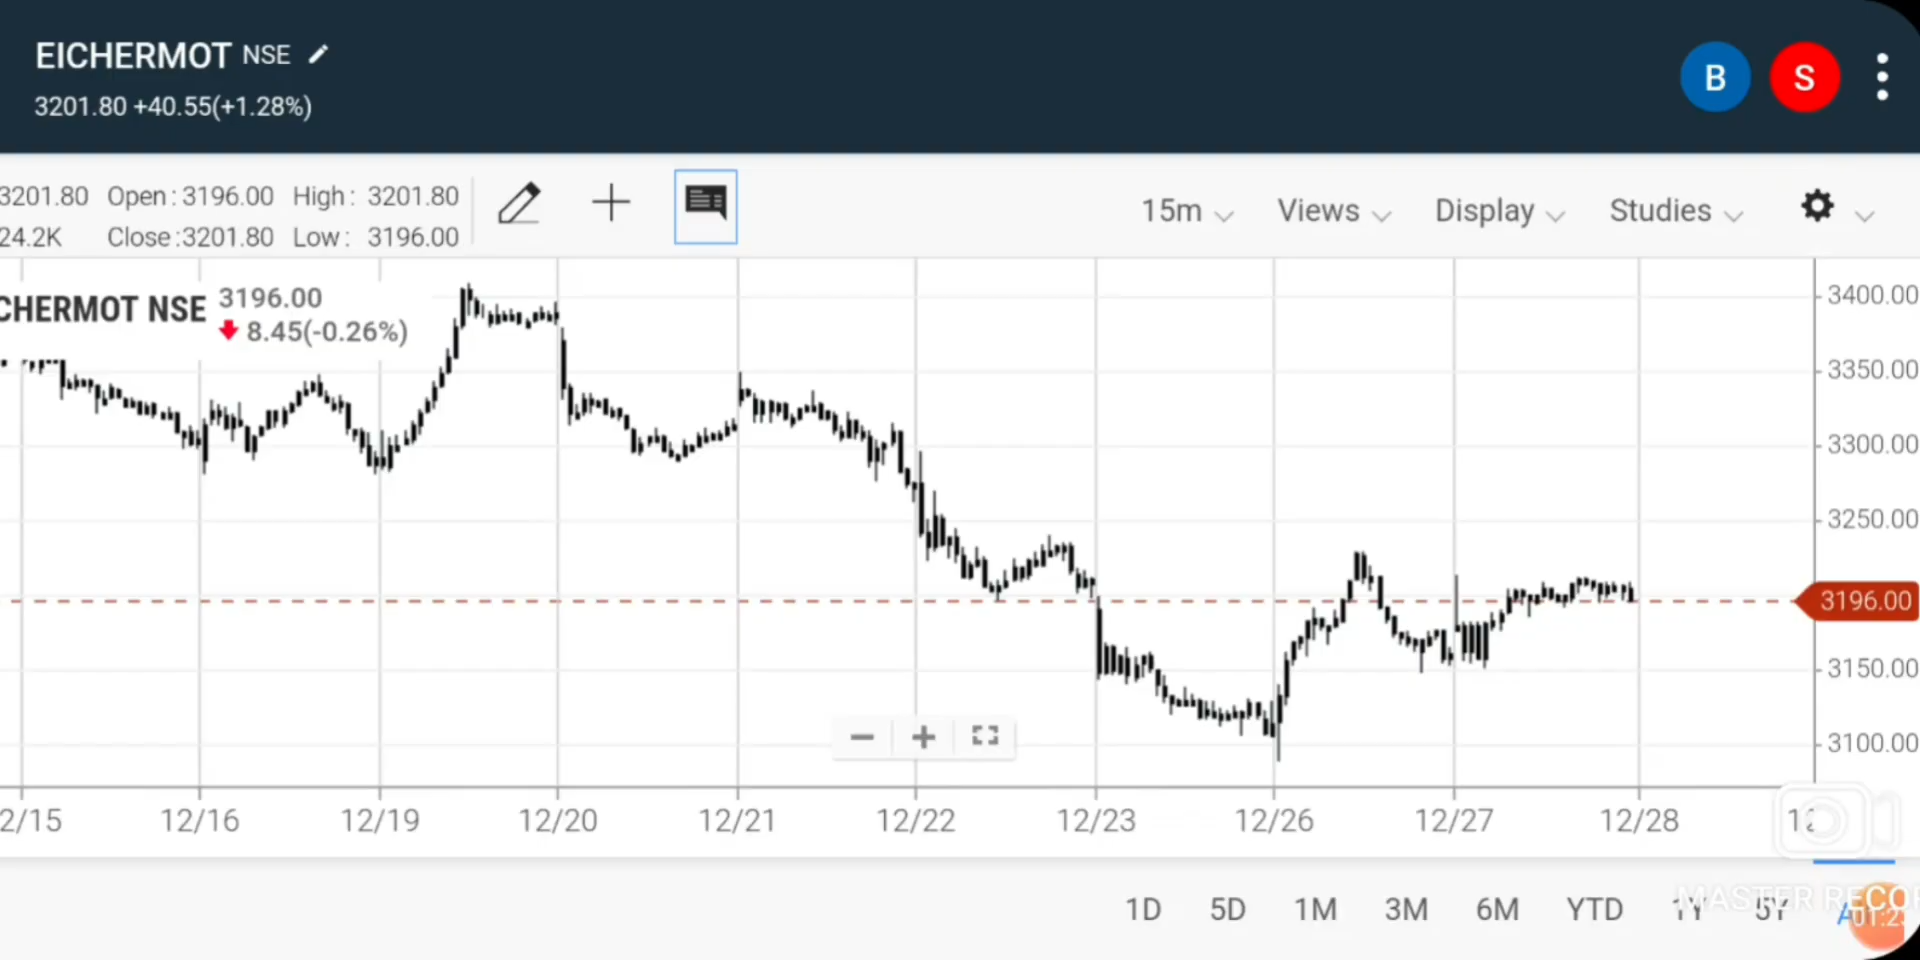 EICHERMOT NSE
3201.80 +40.55(+1.28%)
B S
3201.80 Open: 3196.00 High: 3201.80
24.2K Close:3201.80 Low: 3196.00
15m Views Display Studies
CHERMOT NSE 3196.00
8.45(-0.26%)
3400.00
3350.00
3300.00
3250.00
3196.00
3150.00
3100.00
2/15 12/16 12/19 12/20 12/21 12/22 12/23 12/26 12/27 12/28
1D 5D 1M 3M 6M YTD 1Y 5Y
MASTER RECO